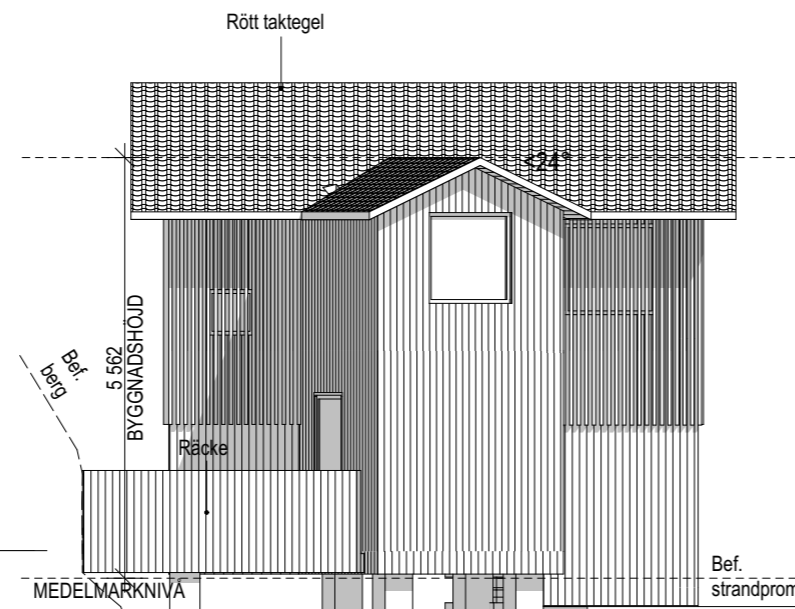 Rött taktegel
<24°
5 562
BYGGNADSHÖJD
Bef.
berg
Räcke
MEDELMARKNIVÅ
Bef.
strandprom